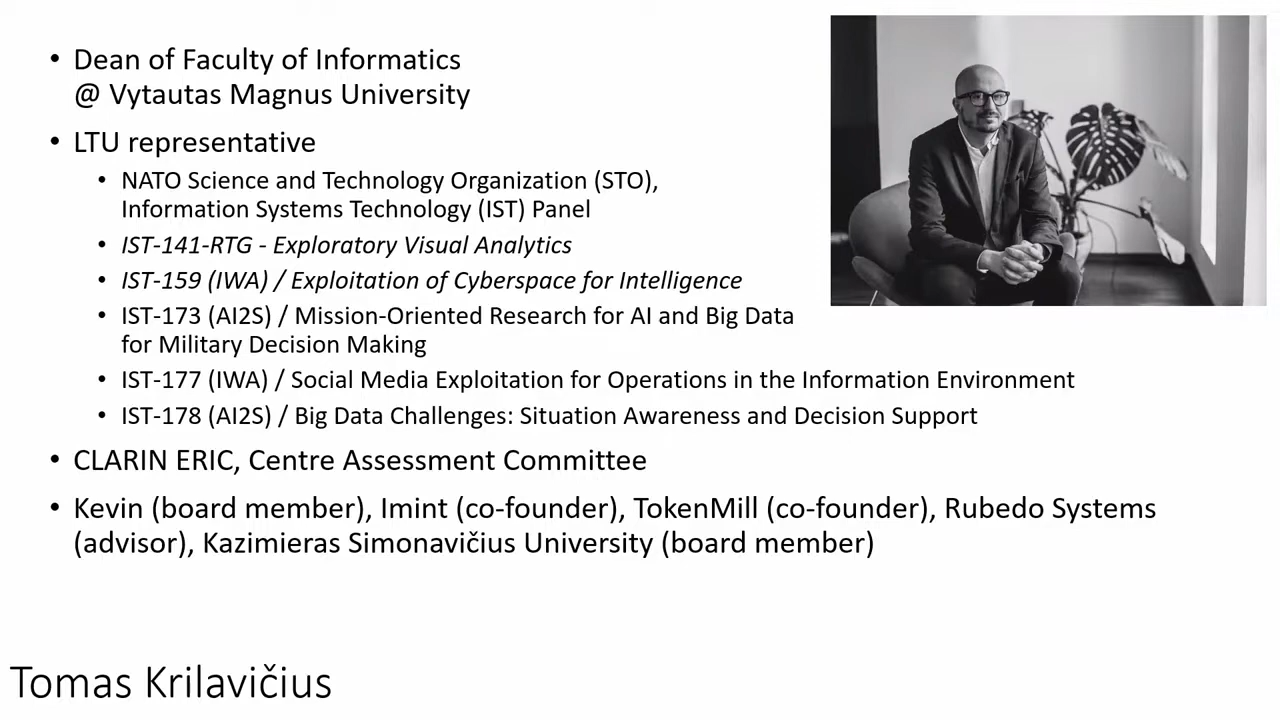 • Dean of Faculty of Informatics
@ Vytautas Magnus University
• LTU representative
• NATO Science and Technology Organization (STO),
Information Systems Technology (IST) Panel
• IST-141-RTG - Exploratory Visual Analytics
• IST-159 (IWA) / Exploitation of Cyberspace for Intelligence
• IST-173 (AI2S) / Mission-Oriented Research for AI and Big Data
for Military Decision Making
• IST-177 (IWA) / Social Media Exploitation for Operations in the Information Environment
• IST-178 (AI2S) / Big Data Challenges: Situation Awareness and Decision Support
• CLARIN ERIC, Centre Assessment Committee
• Kevin (board member), Imint (co-founder), TokenMill (co-founder), Rubedo Systems
(advisor), Kazimieras Simonavičius University (board member)
Tomas Krilavičius